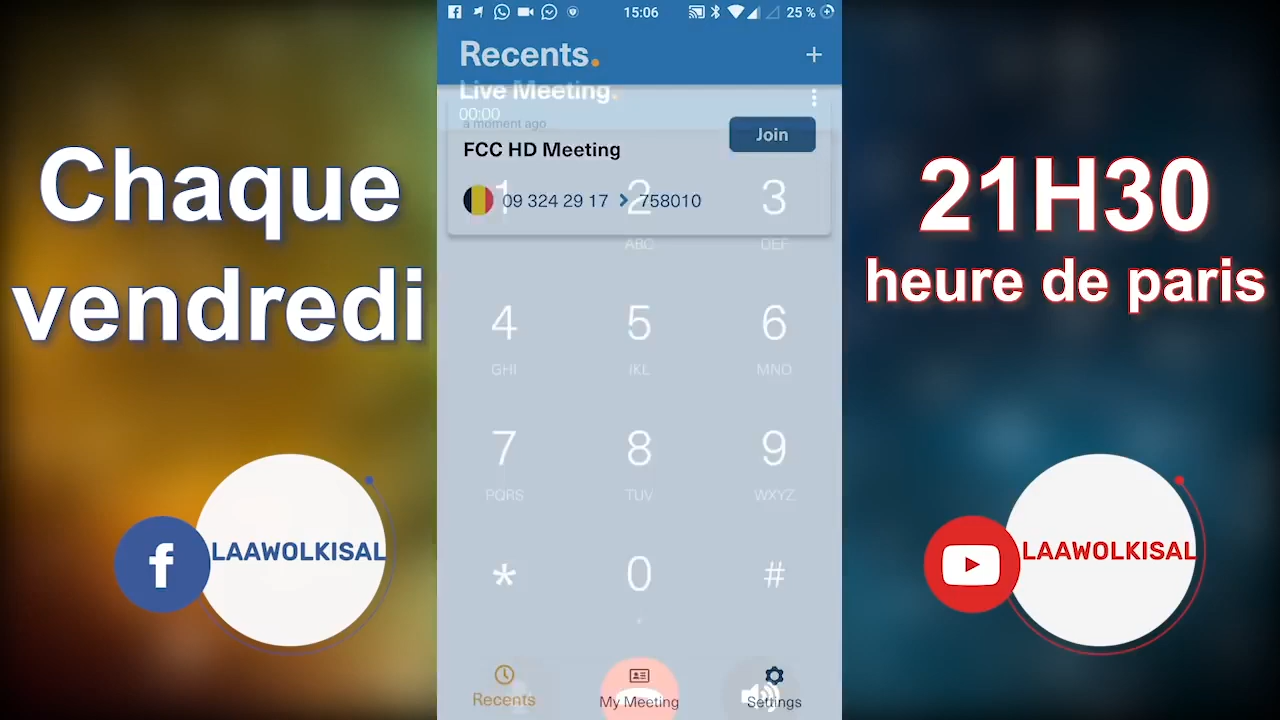 Chaque
vendredi
LAAWOLKISAL
15:06
25 %
Recents.
Live Meeting.
00:00
a moment ago
Join
FCC HD Meeting
09 324 29 17 > 758010
1 2 3
ABC DEF
4 5 6
GHI JKL MNO
7 8 9
PQRS TUV WXYZ
* 0 #
Recents My Meeting Settings
21H30
heure de paris
LAAWOLKISAL